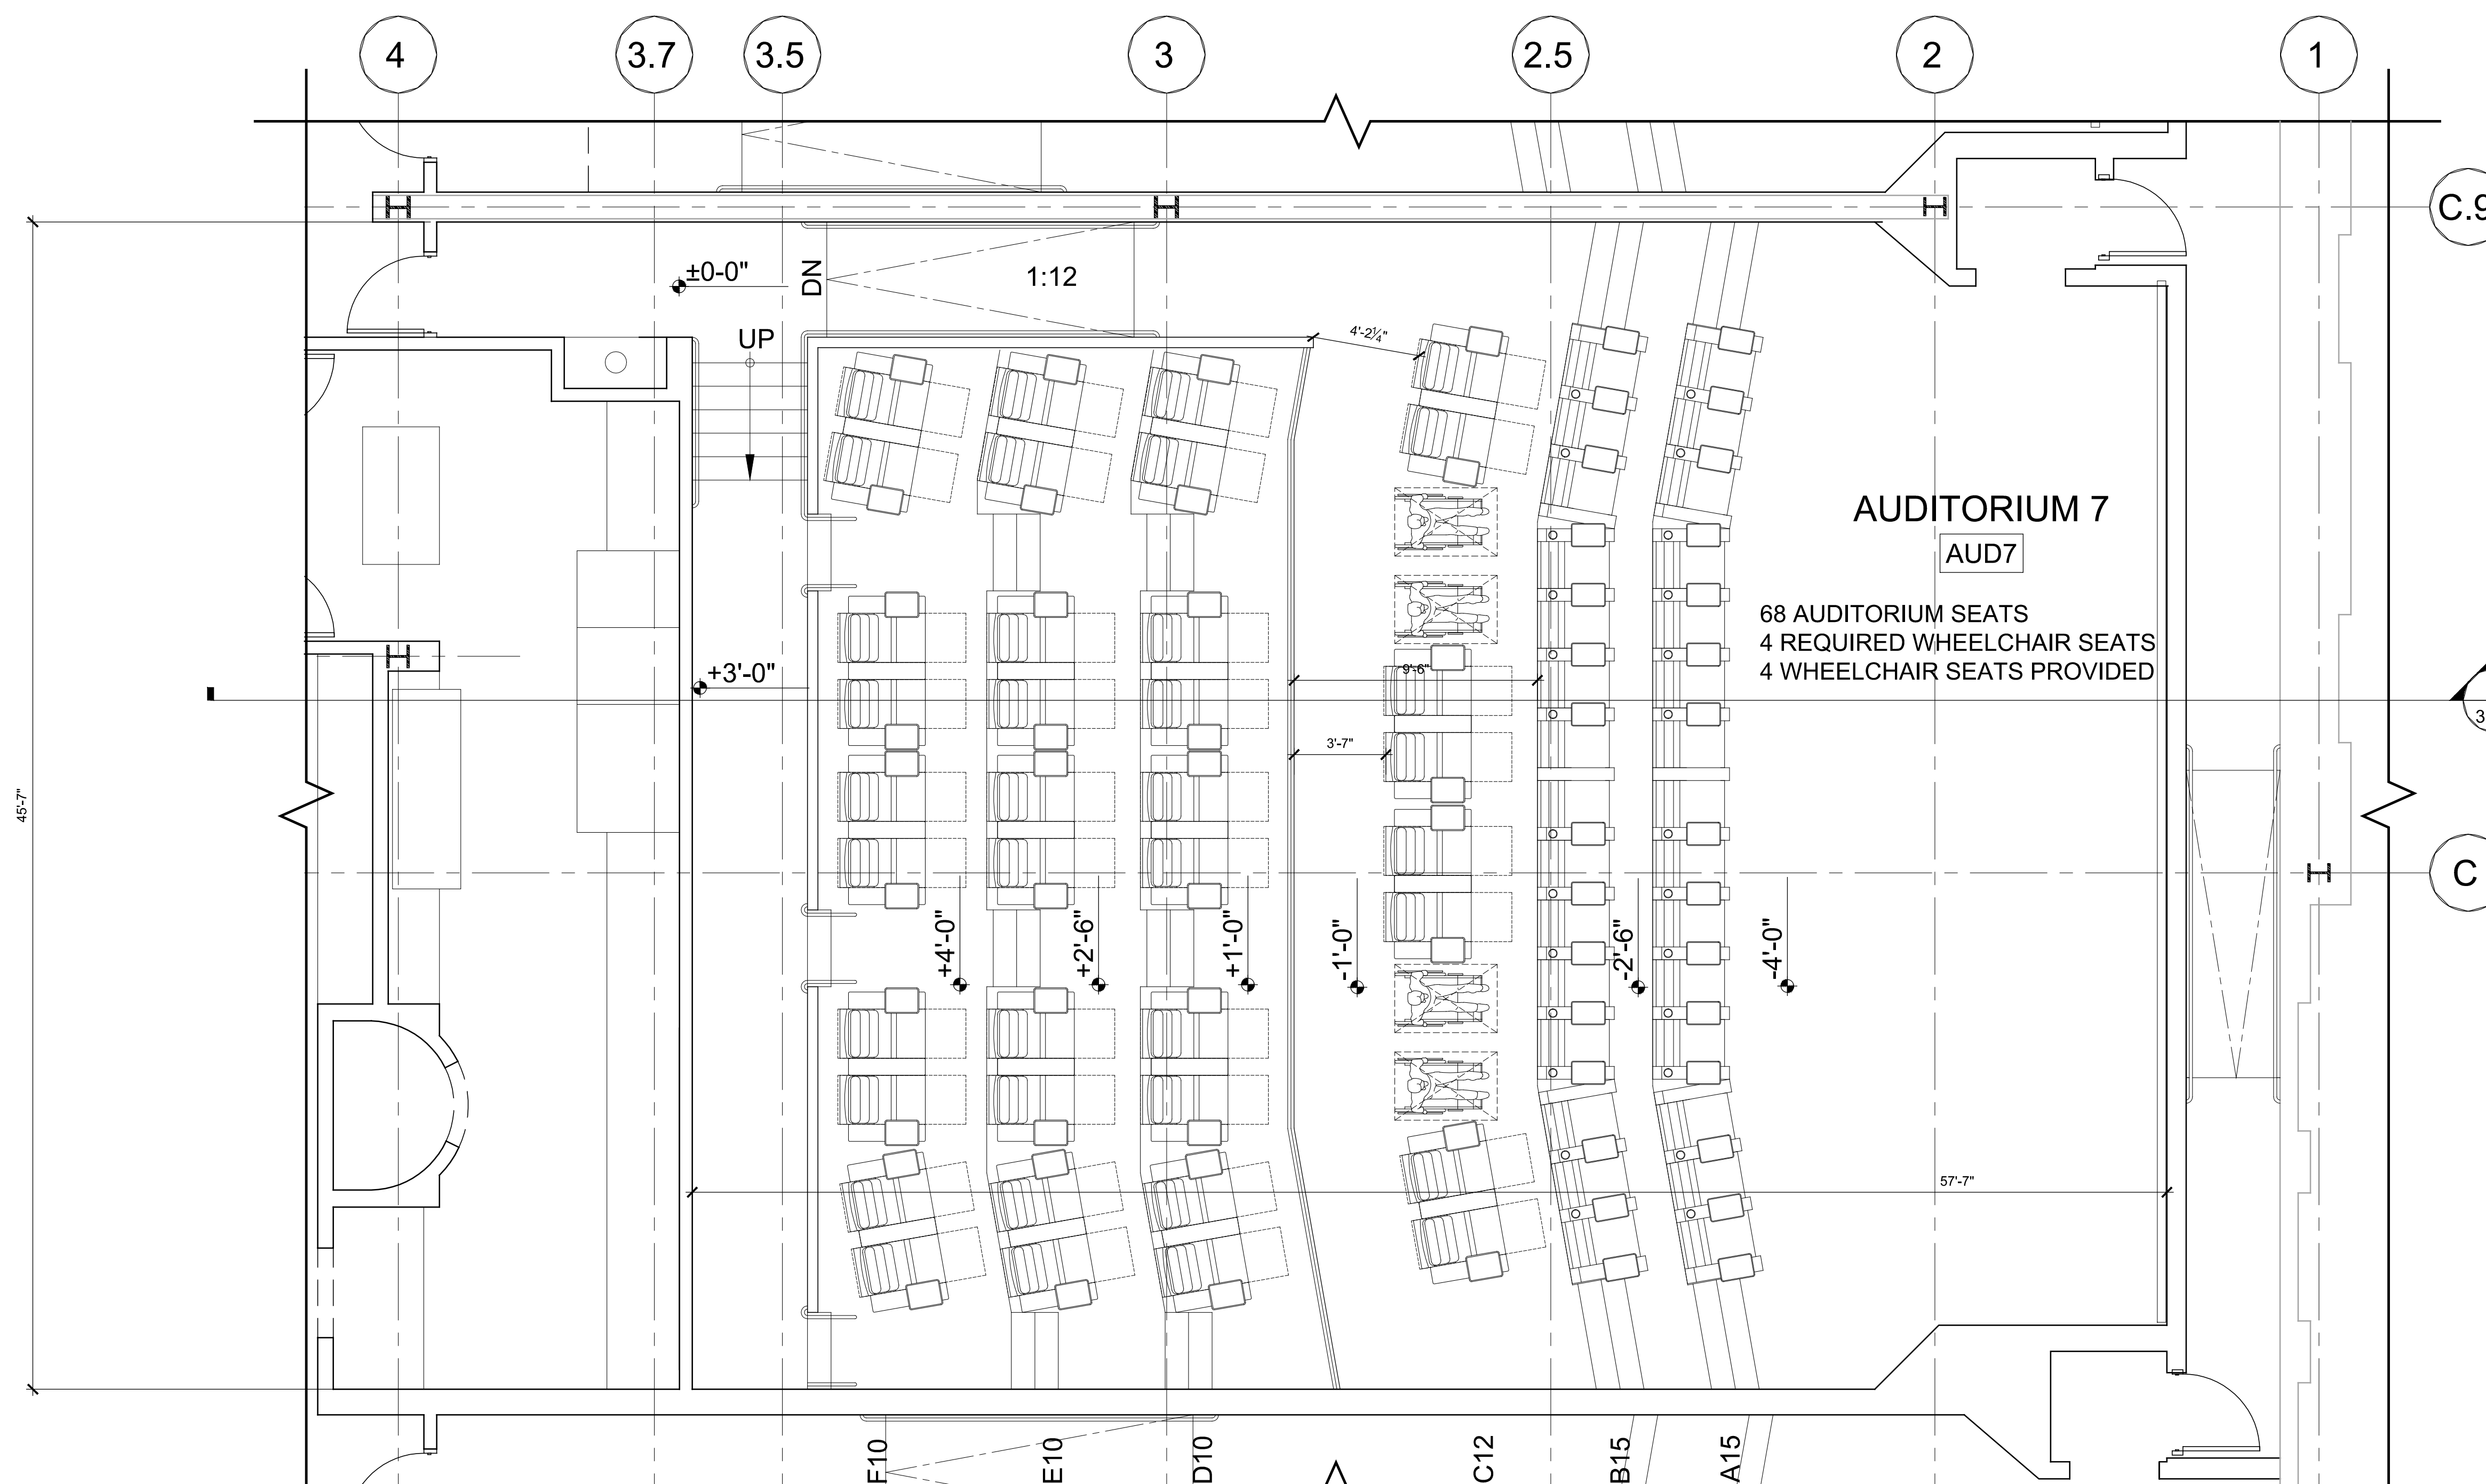 4
3.7
3.5
3
2.5
2
1
C.9
±0-0"
DN
1:12
UP
4'-2¼"
AUDITORIUM 7
AUD7
68 AUDITORIUM SEATS
4 REQUIRED WHEELCHAIR SEATS
4 WHEELCHAIR SEATS PROVIDED
+3'-0"
9'-6"
3
3'-7"
45'-7"
C
+4'-0"
+2'-6"
+1'-0"
-1'-0"
-2'-6"
-4'-0"
57'-7"
F10
E10
D10
C12
B15
A15